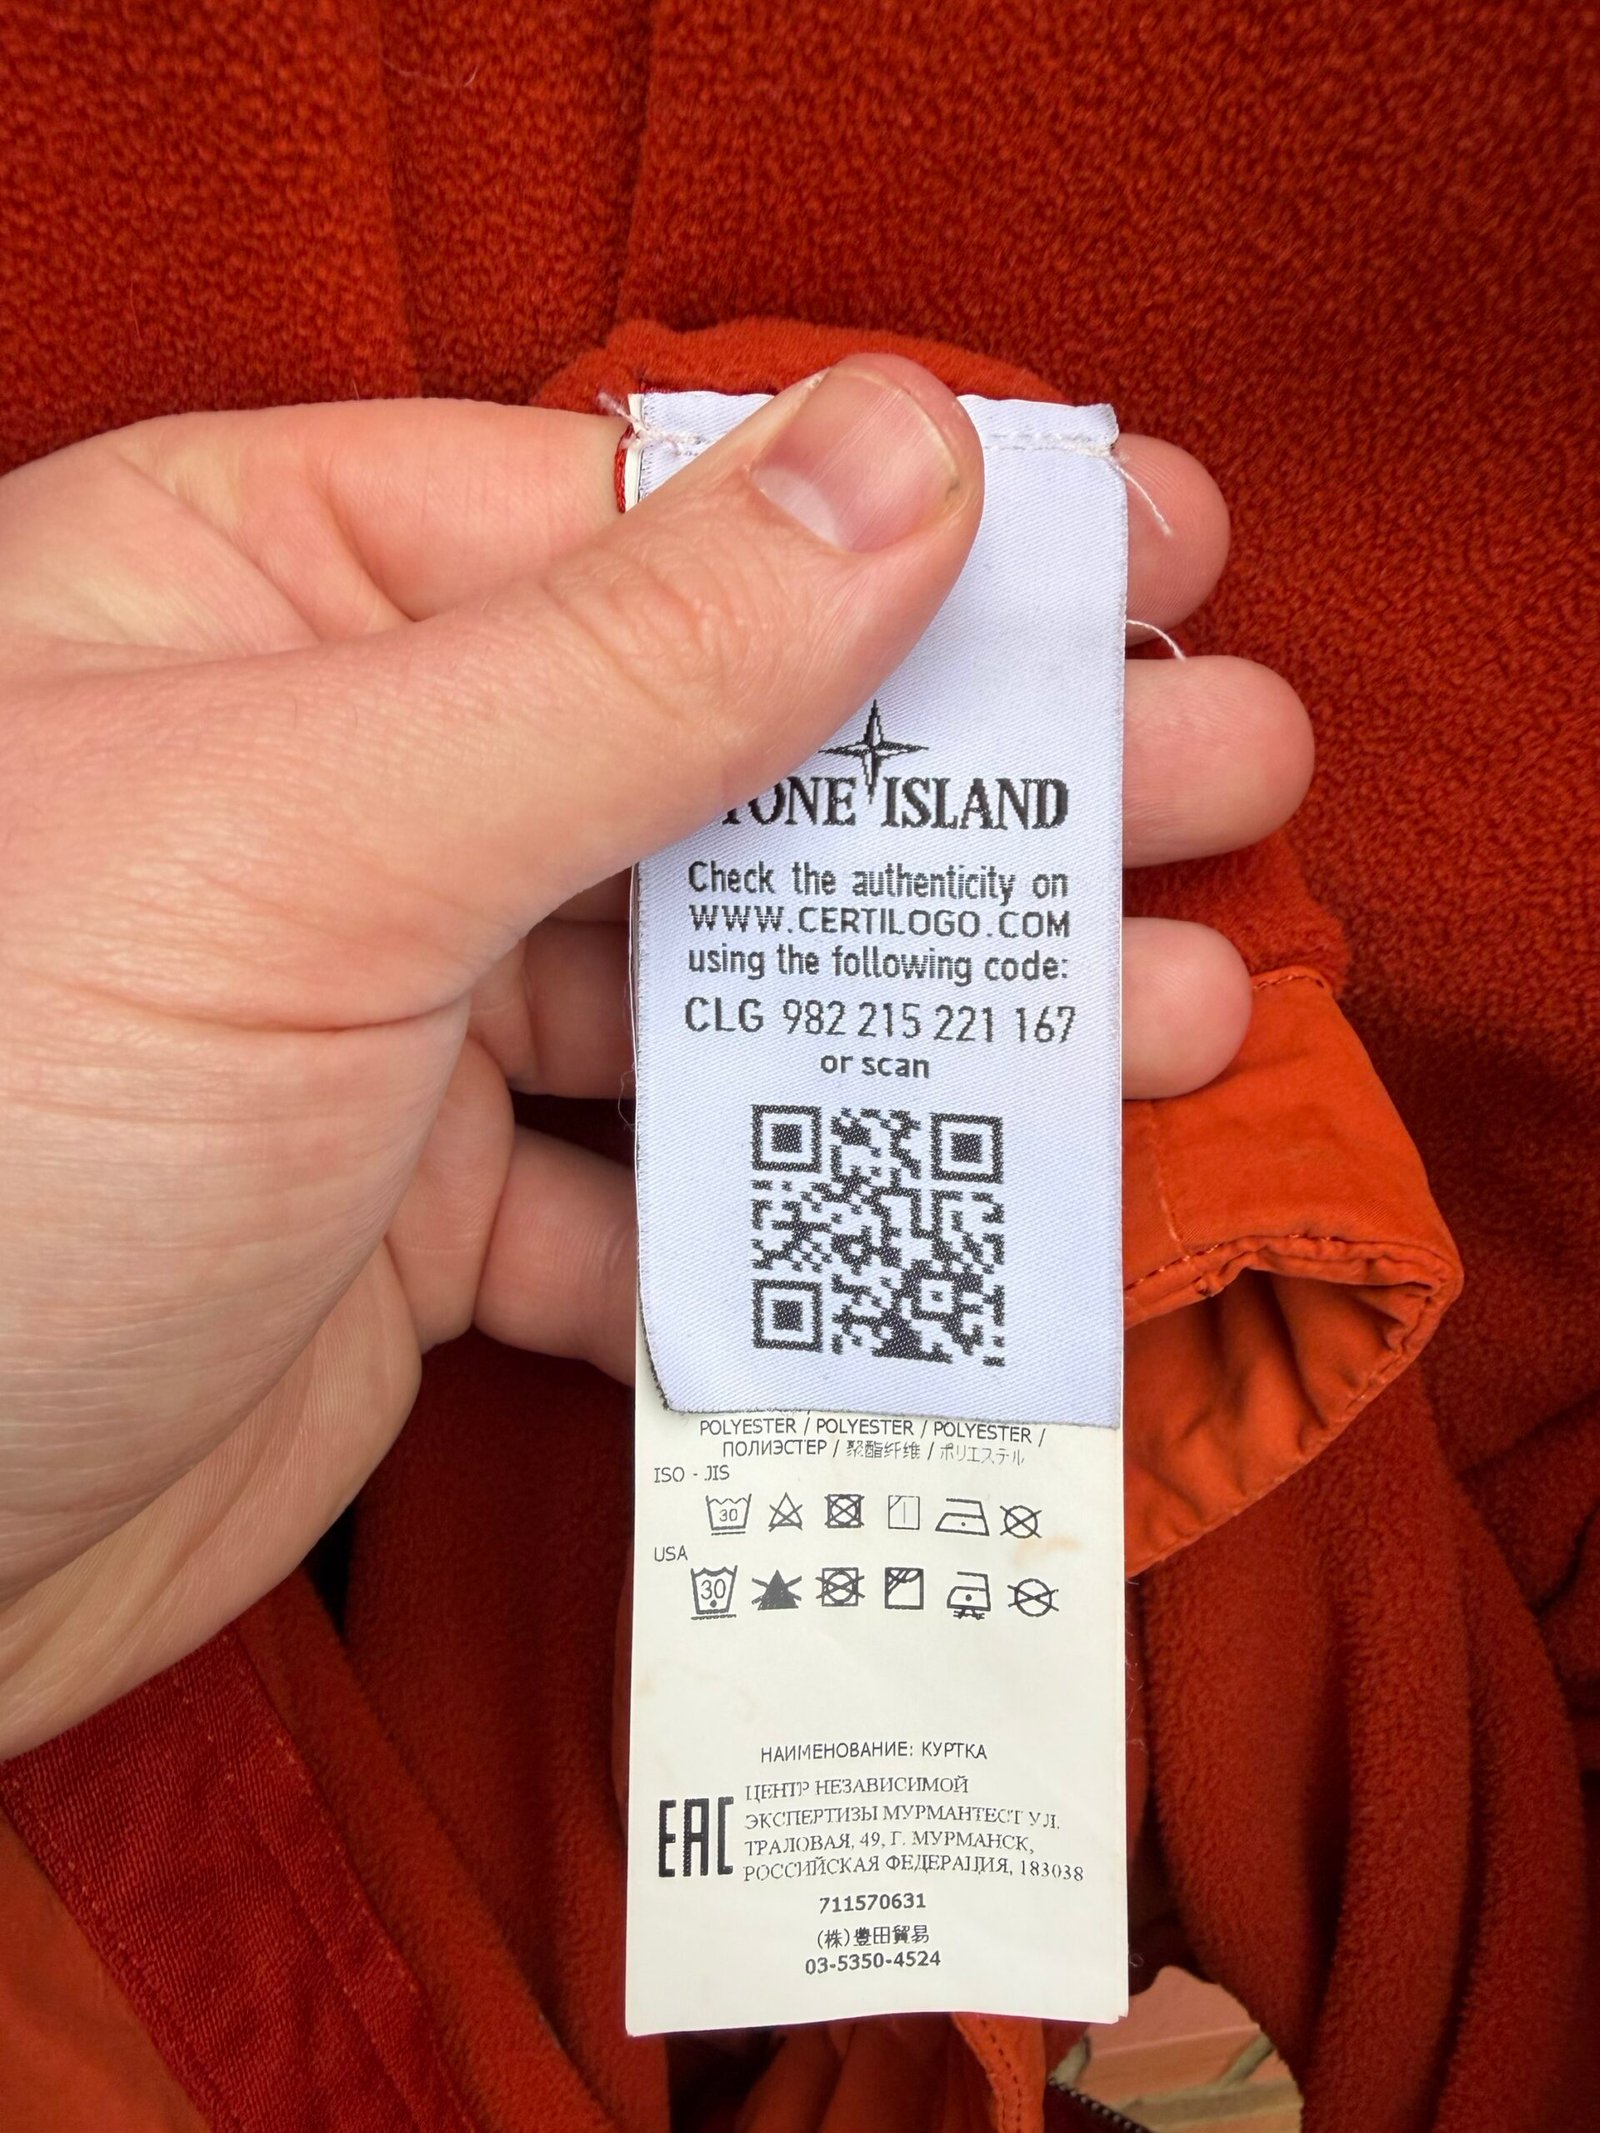 TONE ISLAND
Check the authenticity on
WWW.CERTILOGO.COM
using the following code:
CLG 982 215 221 167
or scan
POLYESTER / POLYESTER / POLYESTER /
ПОЛИЭСТЕР / 聚酯纤维 / ポリエステル
ISO - JIS
30
USA
30
НАИМЕНОВАНИЕ: КУРТКА
EAC
ЦЕНТР НЕЗАВИСИМОЙ
ЭКСПЕРТИЗЫ МУРМАНТЕСТ УЛ.
ТРАЛОВАЯ, 49, Г. МУРМАНСК,
РОССИЙСКАЯ ФЕДЕРАЦИЯ, 183038
711570631
(株)豊田貿易
03-5350-4524